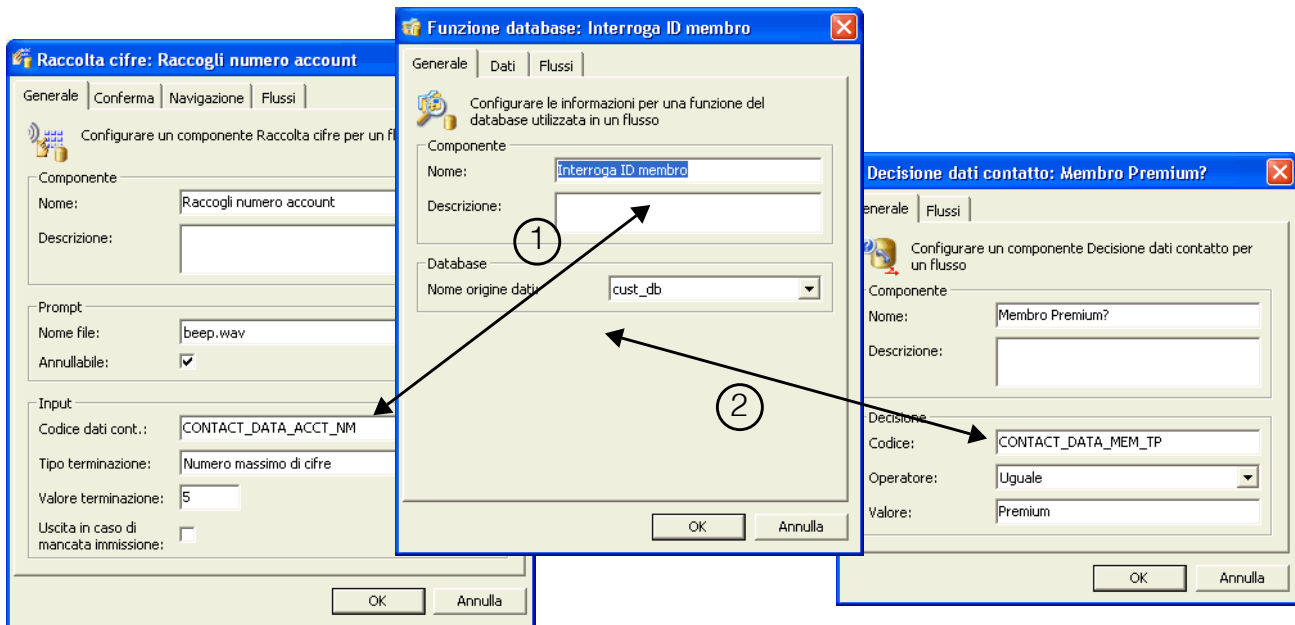 Raccolta cifre: Raccogli numero account
Generale
Conferma
Navigazione
Flussi
Configurare un componente Raccolta cifre per un fl
Componente
Nome:
Raccogli numero account
Descrizione:
Prompt
Nome file:
beep.wav
Annullabile:
Input
Codice dati cont.:
CONTACT_DATA_ACCT_NM
Tipo terminazione:
Numero massimo di cifre
Valore terminazione:
5
Uscita in caso di
mancata immissione:
OK
Annulla
Funzione database: Interroga ID membro
Generale
Dati
Flussi
Configurare le informazioni per una funzione del
database utilizzata in un flusso
Componente
Nome:
Interroga ID membro
Descrizione:
1
Database
Nome origine dati:
cust_db
2
OK
Annulla
Decisione dati contatto: Membro Premium?
enerale
Flussi
Configurare un componente Decisione dati contatto per
un flusso
Componente
Nome:
Membro Premium?
Descrizione:
Decisione
Codice:
CONTACT_DATA_MEM_TP
Operatore:
Uguale
Valore:
Premium
OK
Annulla